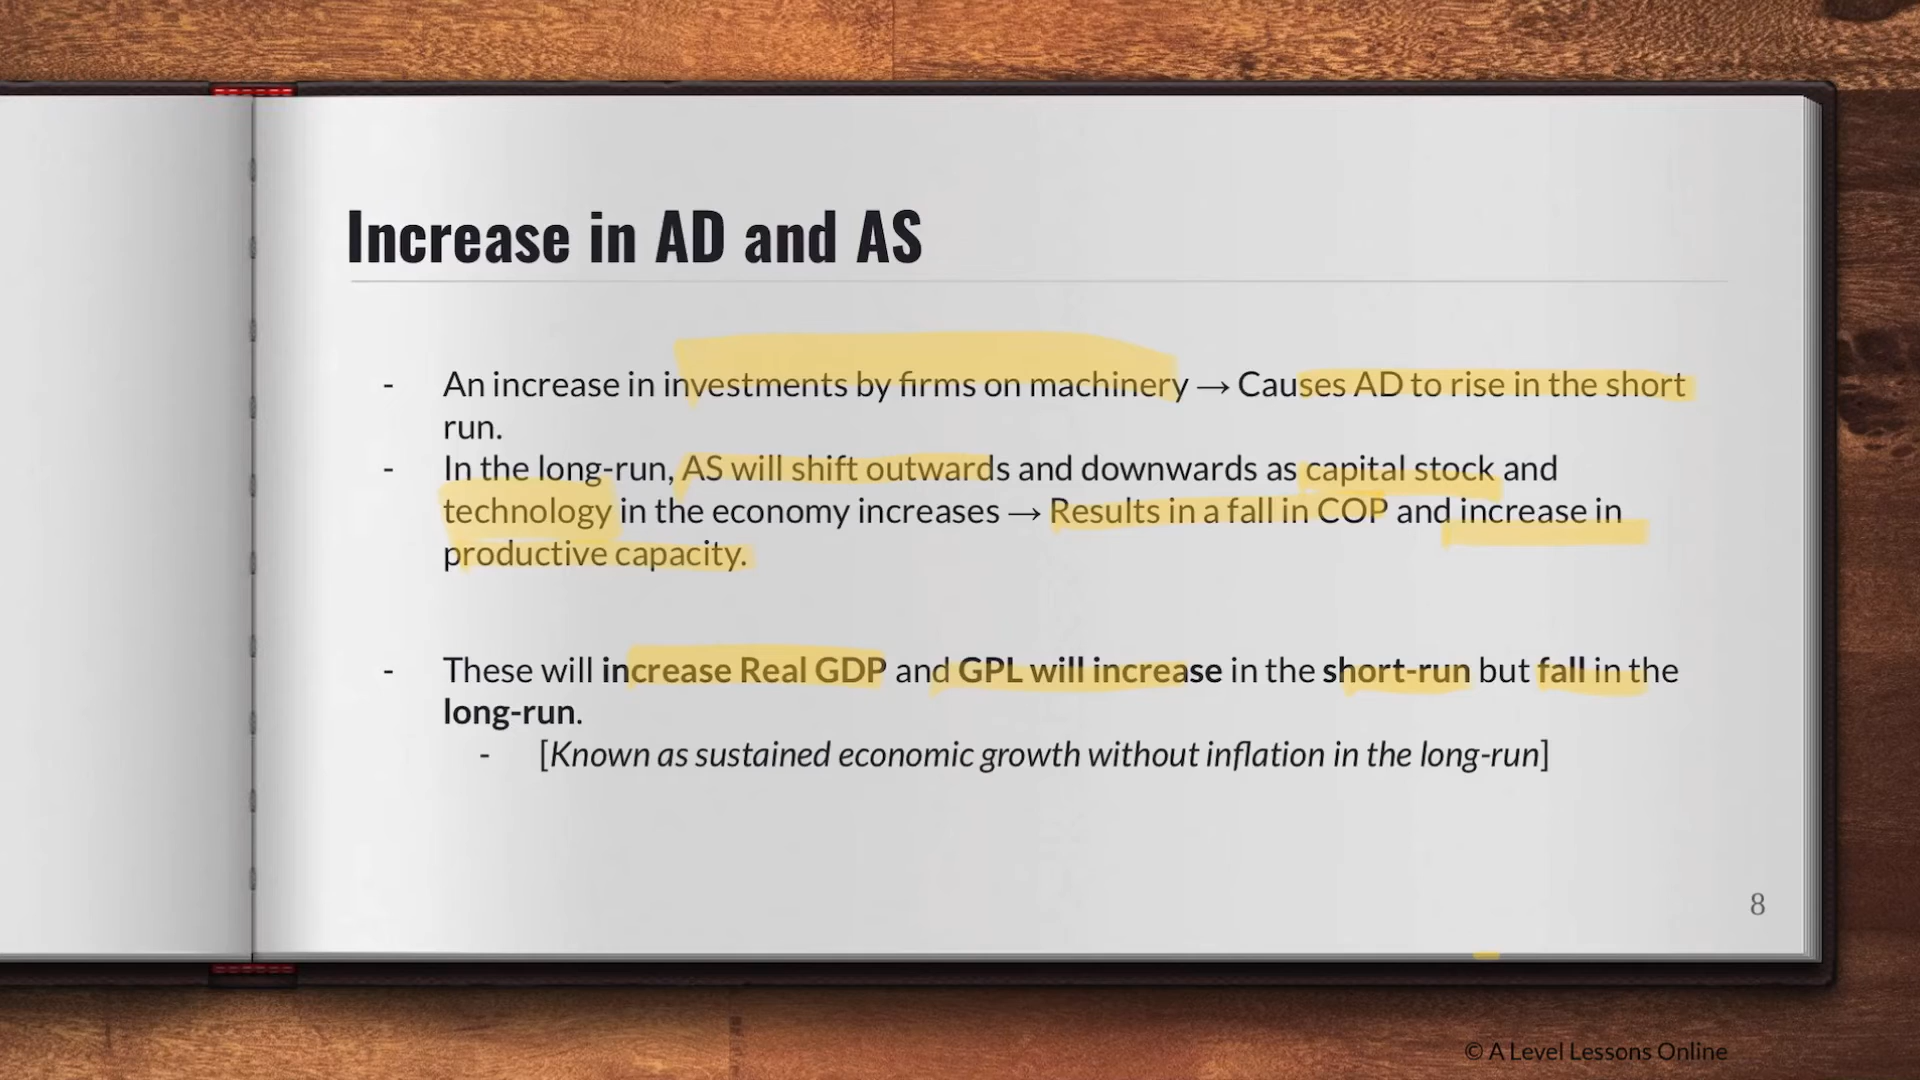 Increase in AD and AS
- An increase in investments by firms on machinery → Causes AD to rise in the short
run.
- In the long-run, AS will shift outwards and downwards as capital stock and
technology in the economy increases → Results in a fall in COP and increase in
productive capacity.
- These will increase Real GDP and GPL will increase in the short-run but fall in the
long-run.
- [Known as sustained economic growth without inflation in the long-run]
8
© A Level Lessons Online